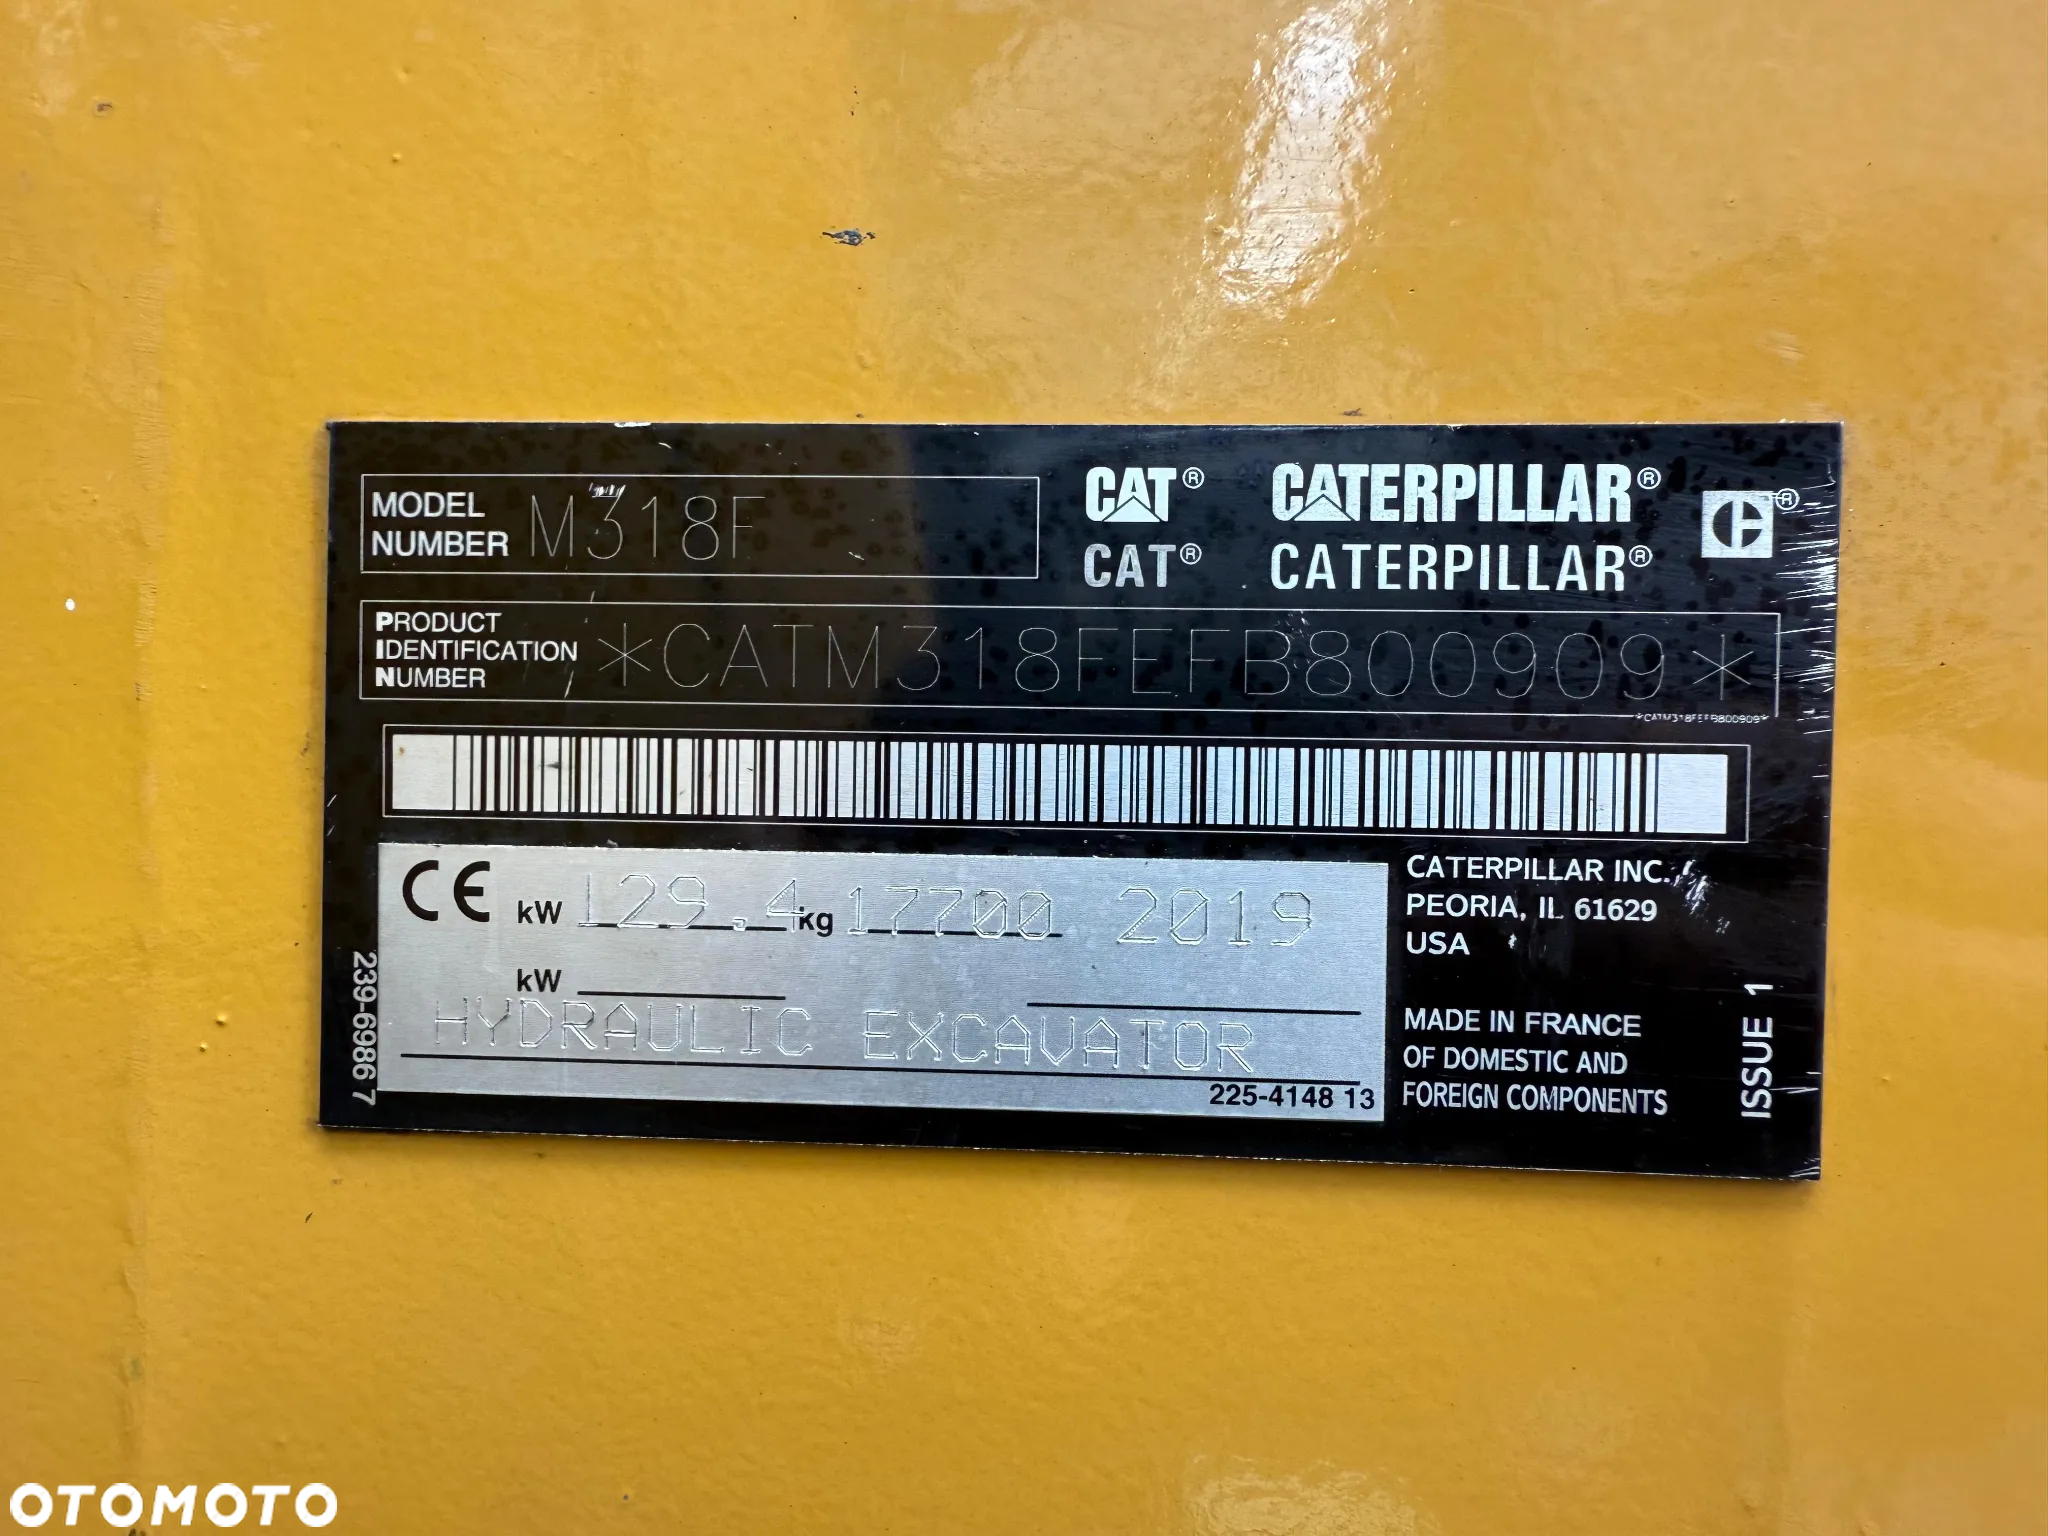 MODEL
NUMBER M318F
CAT® CATERPILLAR®
CAT® CATERPILLAR®
PRODUCT
IDENTIFICATION
NUMBER
*CATM318FEFB800909*
*CATM318FEFB800909*
CE kW 129.4 kg 17700 2019
kW
HYDRAULIC EXCAVATOR
225-4148 13
239-6986 7
CATERPILLAR INC.
PEORIA, IL 61629
USA
MADE IN FRANCE
OF DOMESTIC AND
FOREIGN COMPONENTS
ISSUE 1
OTOMOTO